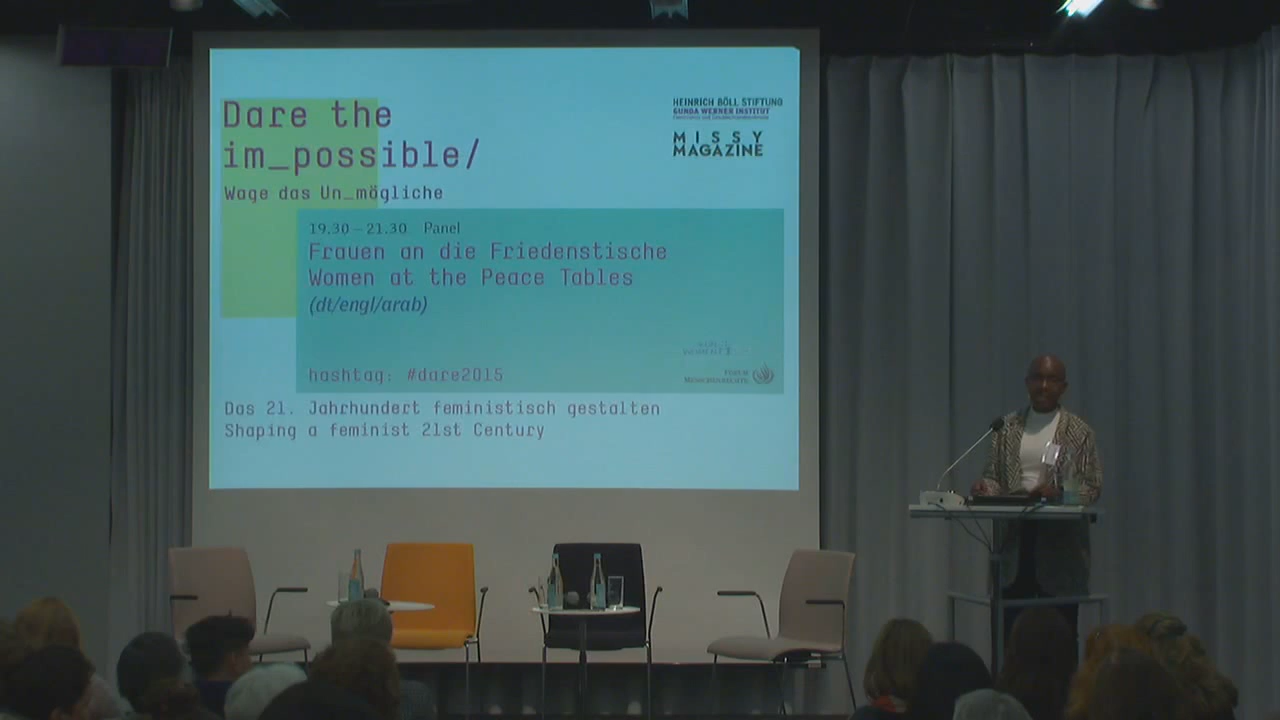 Dare the
im_possible/
Wage das Un_mögliche
HEINRICH BÖLL STIFTUNG
GUNDA WERNER INSTITUT
MISSY
MAGAZINE
19.30 – 21.30 Panel
Frauen an die Friedenstische
Women at the Peace Tables
(dt/engl/arab)
hashtag: #dare2015
FORUM
MENSCHENRECHTE
Das 21. Jahrhundert feministisch gestalten
Shaping a feminist 21st Century